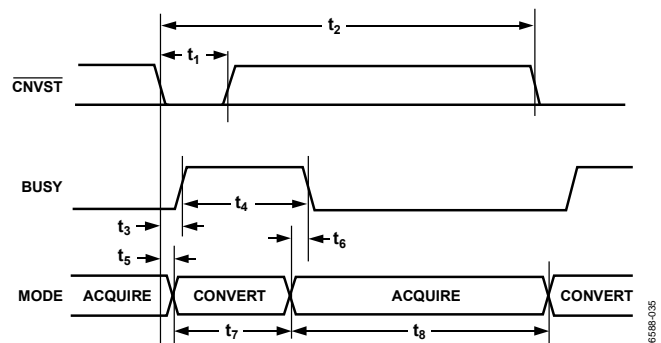 t2
t1
CNVST
BUSY
t4
t3
t6
t5
MODE ACQUIRE CONVERT ACQUIRE CONVERT
t7 t8
6588-035